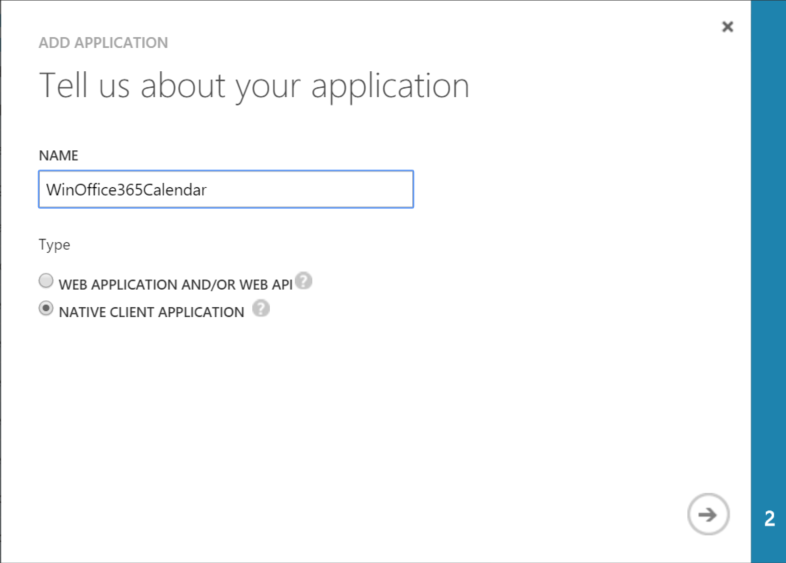 ADD APPLICATION
Tell us about your application
NAME
WinOffice365Calendar
Type
WEB APPLICATION AND/OR WEB API ?
NATIVE CLIENT APPLICATION ?
2